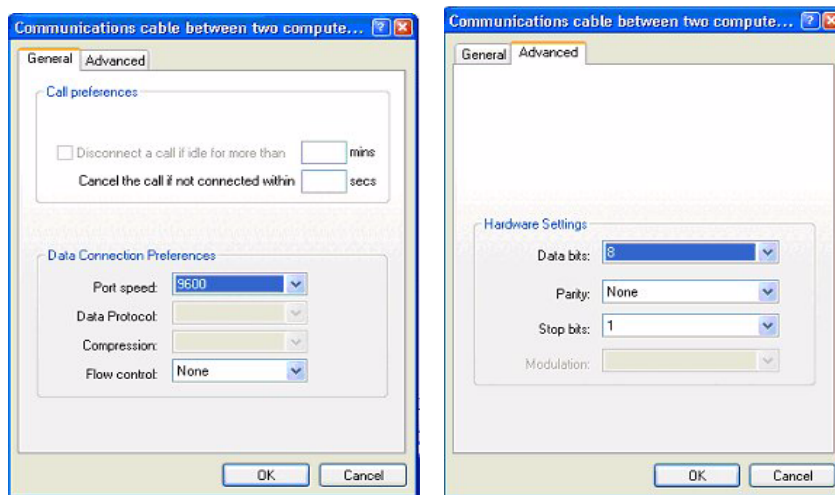 Communications cable between two compute...
General Advanced
Call preferences
Disconnect a call if idle for more than mins
Cancel the call if not connected within secs
Data Connection Preferences
Port speed: 9600
Data Protocol:
Compression:
Flow control: None
OK Cancel
Communications cable between two compute...
General Advanced
Hardware Settings
Data bits: 8
Parity: None
Stop bits: 1
Modulation:
OK Cancel